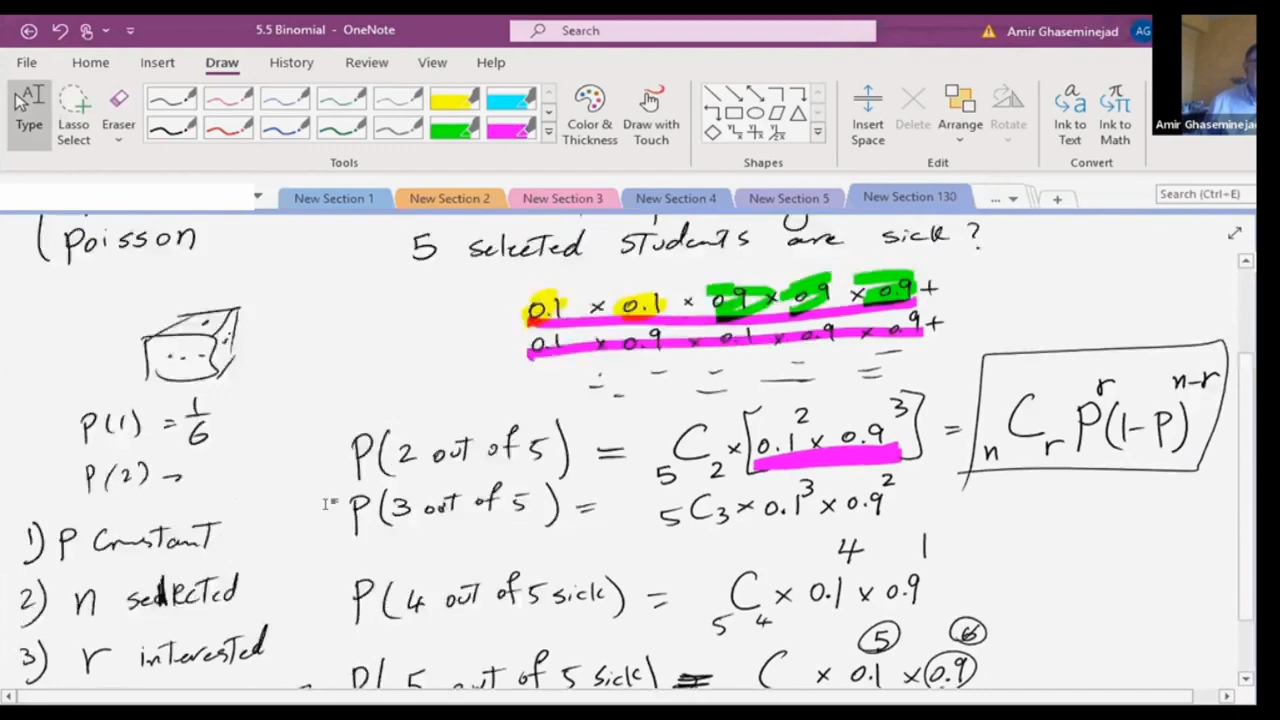 5.5 Binomial - OneNote
Search
Amir Ghaseminejad
AG
File Home Insert Draw History Review View Help
Type
Lasso Select
Eraser
Color & Thickness
Draw with Touch
Insert Space
Delete
Arrange
Rotate
Ink to Text
Ink to Math
Amir Ghaseminejad
Tools
Shapes
Edit
Convert
New Section 1
New Section 2
New Section 3
New Section 4
New Section 5
New Section 130
...
Search (Ctrl+E)
( poisson
5 selected students are sick ?
0.1 × 0.1 × 0.9 × 0.9 × 0.9 +
0.1 × 0.9 × 0.1 × 0.9 × 0.9 +
P(1) = 1/6
P(2) =
P(2 out of 5) = 5C2 × [0.1^2 × 0.9^3] = nCr P^r (1-P)^n-r
P(3 out of 5) = 5C3 × 0.1^3 × 0.9^2
P(4 out of 5 sick) = 5C4 × 0.1^4 × 0.9^1
P(5 out of 5 sick) = C × 0.1^5 × 0.9
1) P Constant
2) n selected
3) r interested